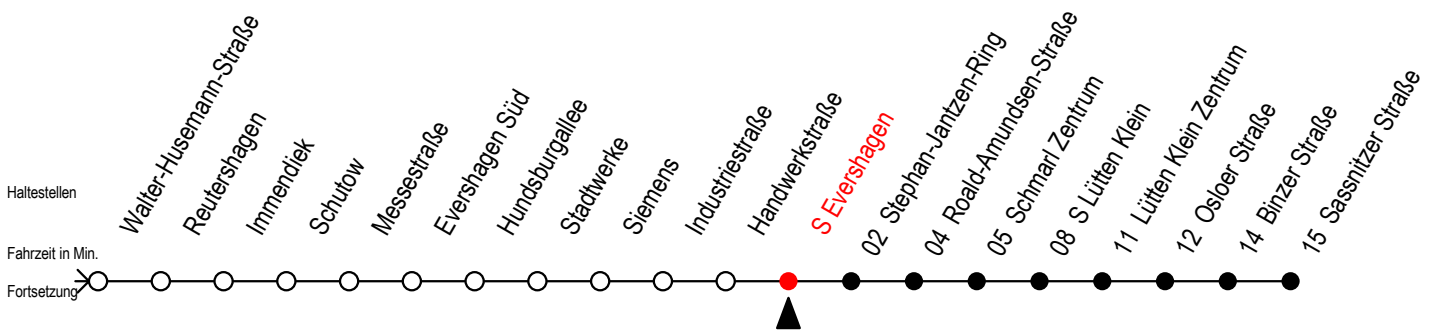 Haltestellen
Fahrzeit in Min.
Fortsetzung
Walter-Husemann-Straße
Reutershagen
Immendiek
Schutow
Messestraße
Evershagen Süd
Hundsburgallee
Stadtwerke
Siemens
Industriestraße
Handwerkstraße
S Evershagen
02 Stephan-Jantzen-Ring
04 Roald-Amundsen-Straße
05 Schmarl Zentrum
08 S Lütten Klein
11 Lütten Klein Zentrum
12 Osloer Straße
14 Binzer Straße
15 Sassnitzer Straße